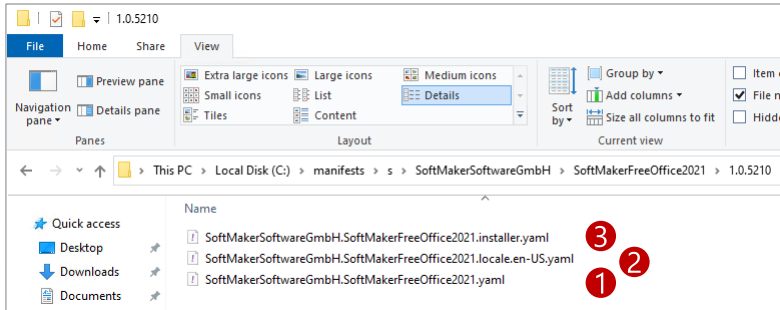 1.0.5210
File Home Share View
Preview pane
Navigation pane
Details pane
Panes
Extra large icons Large icons Medium icons
Small icons List Details
Tiles Content
Layout
Sort by
Group by
Add columns
Size all columns to fit
Current view
Item
File n
Hidd
This PC > Local Disk (C:) > manifests > s > SoftMakerSoftwareGmbH > SoftMakerFreeOffice2021 > 1.0.5210
Name
Quick access
Desktop
Downloads
Documents
SoftMakerSoftwareGmbH.SoftMakerFreeOffice2021.installer.yaml 3
SoftMakerSoftwareGmbH.SoftMakerFreeOffice2021.locale.en-US.yaml 2
SoftMakerSoftwareGmbH.SoftMakerFreeOffice2021.yaml 1